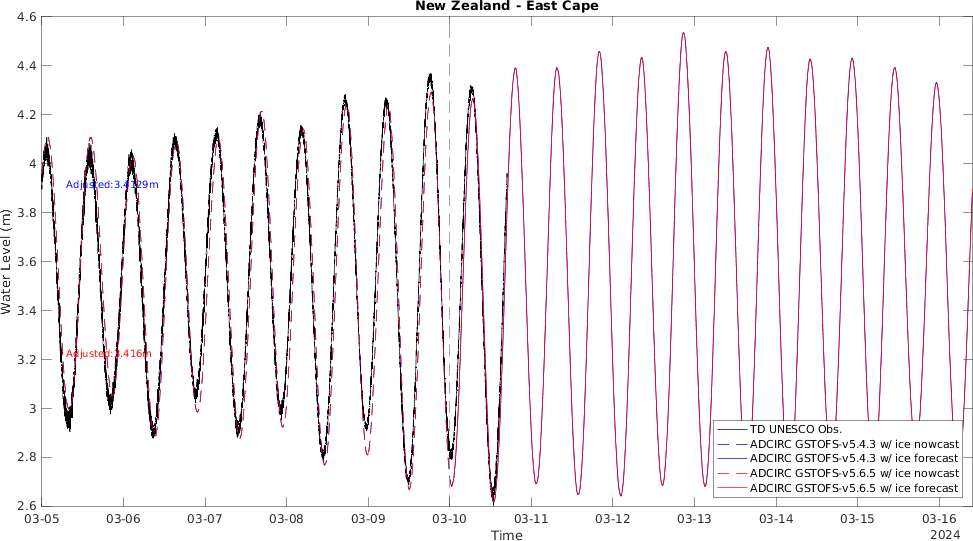 New Zealand - East Cape
4.6
4.4
4.2
4
3.8
3.6
3.4
3.2
3
2.8
2.6
Water Level (m)
Adjusted:3.4129m
Adjusted:3.416m
TD UNESCO Obs.
ADCIRC GSTOFS-v5.4.3 w/ ice nowcast
ADCIRC GSTOFS-v5.4.3 w/ ice forecast
ADCIRC GSTOFS-v5.6.5 w/ ice nowcast
ADCIRC GSTOFS-v5.6.5 w/ ice forecast
03-05 03-06 03-07 03-08 03-09 03-10 03-11 03-12 03-13 03-14 03-15 03-16
2024
Time